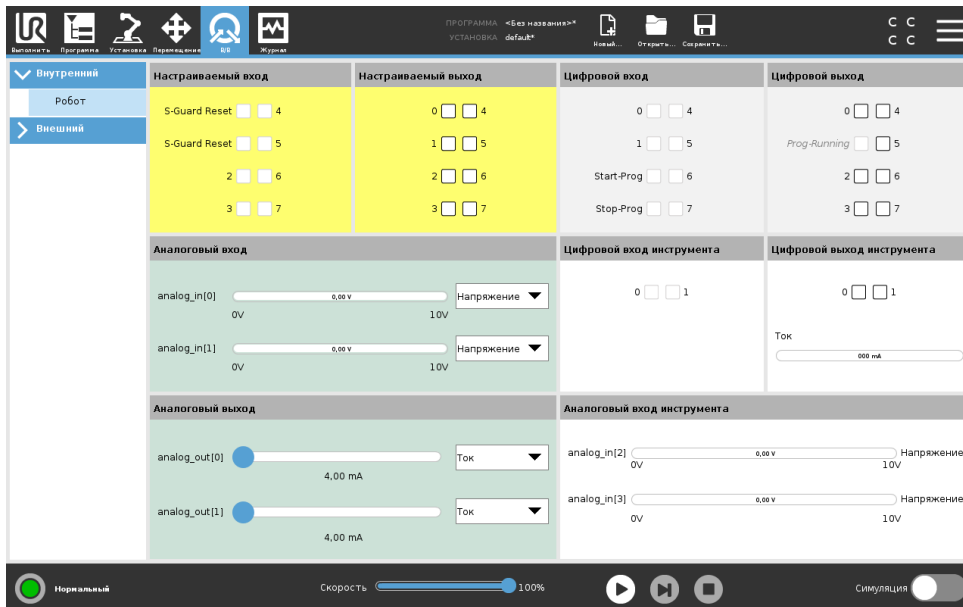 UR
ПРОГРАММА <Без названия>*
УСТАНОВКА default*
C C
C C
Выполнить Программа Установка Перемещение В/В Журнал Новый... Открыть... Сохранить...
Внутренний
Робот
Внешний
Настраиваемый вход
S-Guard Reset 4
S-Guard Reset 5
2 6
3 7
Настраиваемый выход
0 4
1 5
2 6
3 7
Цифровой вход
0 4
1 5
Start-Prog 6
Stop-Prog 7
Цифровой выход
0 4
Prog-Running 5
2 6
3 7
Аналоговый вход
analog_in[0] 0,00 V Напряжение
0V 10V
analog_in[1] 0,00 V Напряжение
0V 10V
Цифровой вход инструмента
0 1
Цифровой выход инструмента
0 1
Ток
000 mA
Аналоговый выход
analog_out[0] Ток
4,00 mA
analog_out[1] Ток
4,00 mA
Аналоговый вход инструмента
analog_in[2] 0,00 V Напряжение
0V 10V
analog_in[3] 0,00 V Напряжение
0V 10V
Нормальный Скорость 100% Симуляция